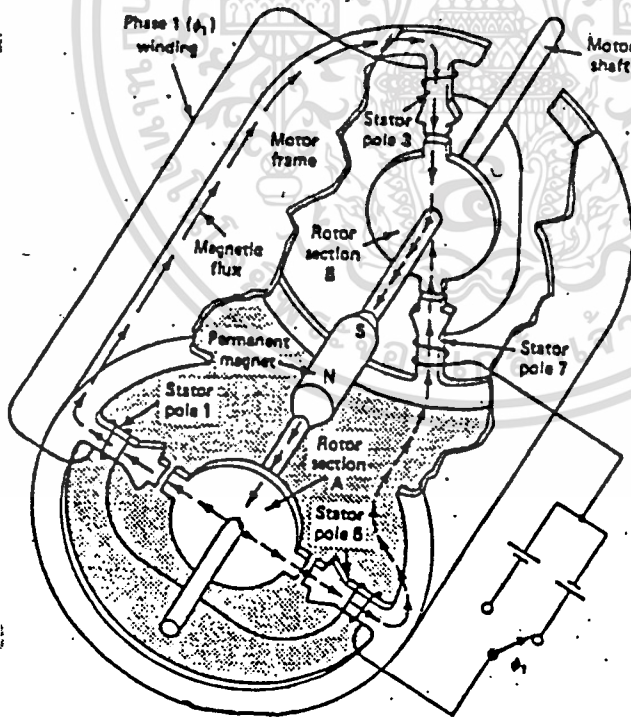 Phase 1 (ϕ₁)
winding
Motor
shaft
Stator
pole 3
Motor
frame
Rotor
section
B
Magnetic
flux
S
Permanent
magnet
N
Stator
pole 7
Stator
pole 1
Rotor
section
A
Stator
pole 5
ϕ₁